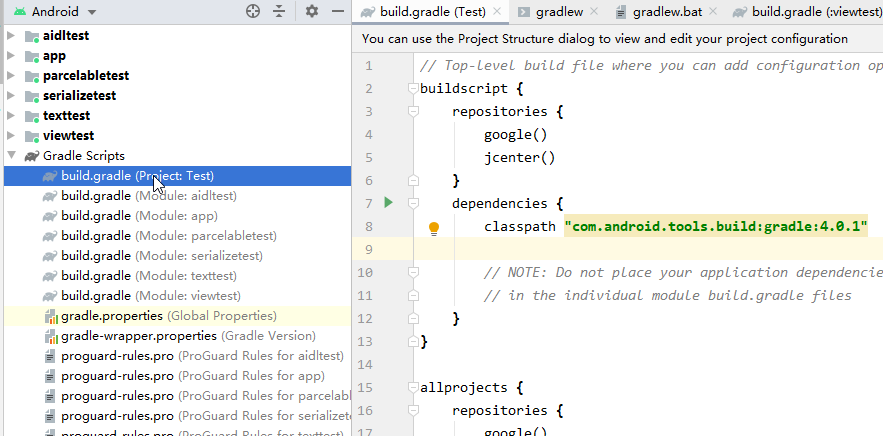 Android
aidltest
app
parcelabletest
serializetest
texttest
viewtest
Gradle Scripts
build.gradle (Project: Test)
build.gradle (Module: aidltest)
build.gradle (Module: app)
build.gradle (Module: parcelabletest)
build.gradle (Module: serializetest)
build.gradle (Module: texttest)
build.gradle (Module: viewtest)
gradle.properties (Global Properties)
gradle-wrapper.properties (Gradle Version)
proguard-rules.pro (ProGuard Rules for aidltest)
proguard-rules.pro (ProGuard Rules for app)
proguard-rules.pro (ProGuard Rules for parcelabl
proguard-rules.pro (ProGuard Rules for serializete
proguard-rules.pro (ProGuard Rules for texttest)
build.gradle (Test) gradlew gradlew.bat build.gradle (:viewtest)
You can use the Project Structure dialog to view and edit your project configuration
1 // Top-level build file where you can add configuration op
2 buildscript {
3 repositories {
4 google()
5 jcenter()
6 }
7 dependencies {
8 classpath "com.android.tools.build:gradle:4.0.1"
9
10 // NOTE: Do not place your application dependencie
11 // in the individual module build.gradle files
12 }
13 }
14
15 allprojects {
16 repositories {
17 google()